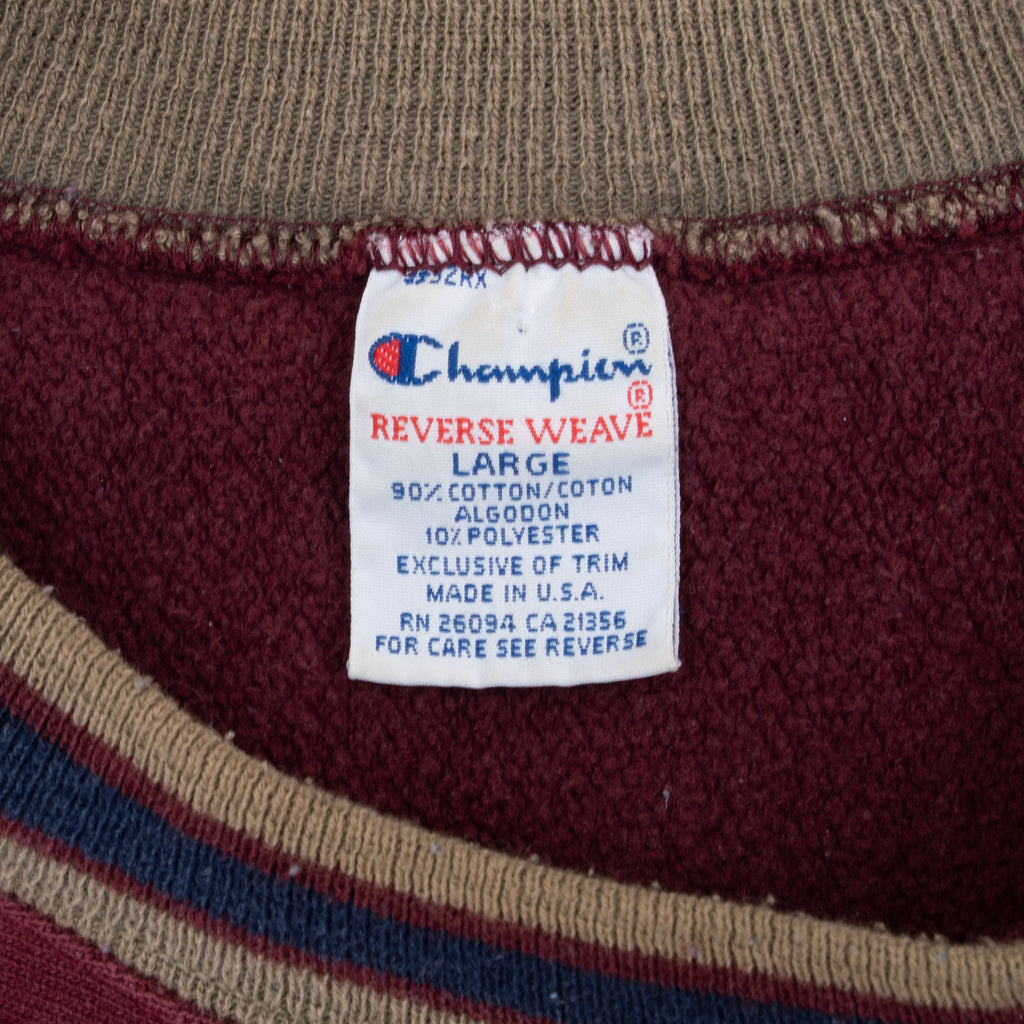 Champion®
REVERSE WEAVE®
LARGE
90% COTTON/COTON
ALGODON
10% POLYESTER
EXCLUSIVE OF TRIM
MADE IN U.S.A.
RN 26094 CA 21356
FOR CARE SEE REVERSE